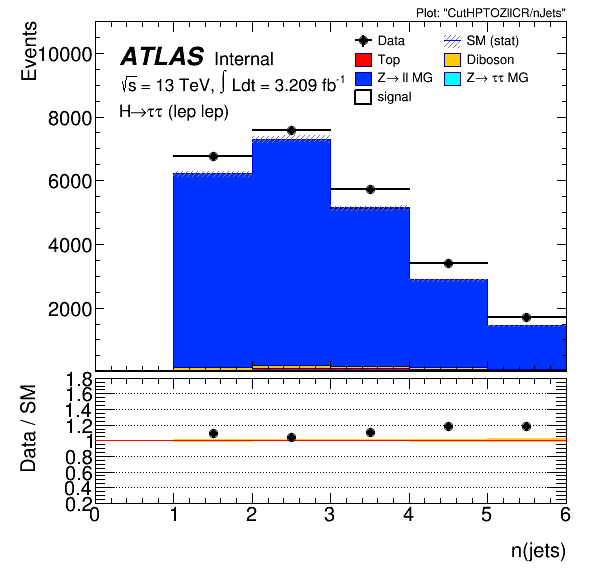 Plot: "CutHPTOZllCR/nJets"
Events
10000
8000
6000
4000
2000
ATLAS Internal
√s = 13 TeV, ∫ Ldt = 3.209 fb⁻¹
H→ττ (lep lep)
Data
SM (stat)
Top
Diboson
Z→ ll MG
Z→ ττ MG
signal
Data / SM
1.8
1.6
1.4
1.2
1
0.8
0.6
0.4
0.2
0 1 2 3 4 5 6
n(jets)